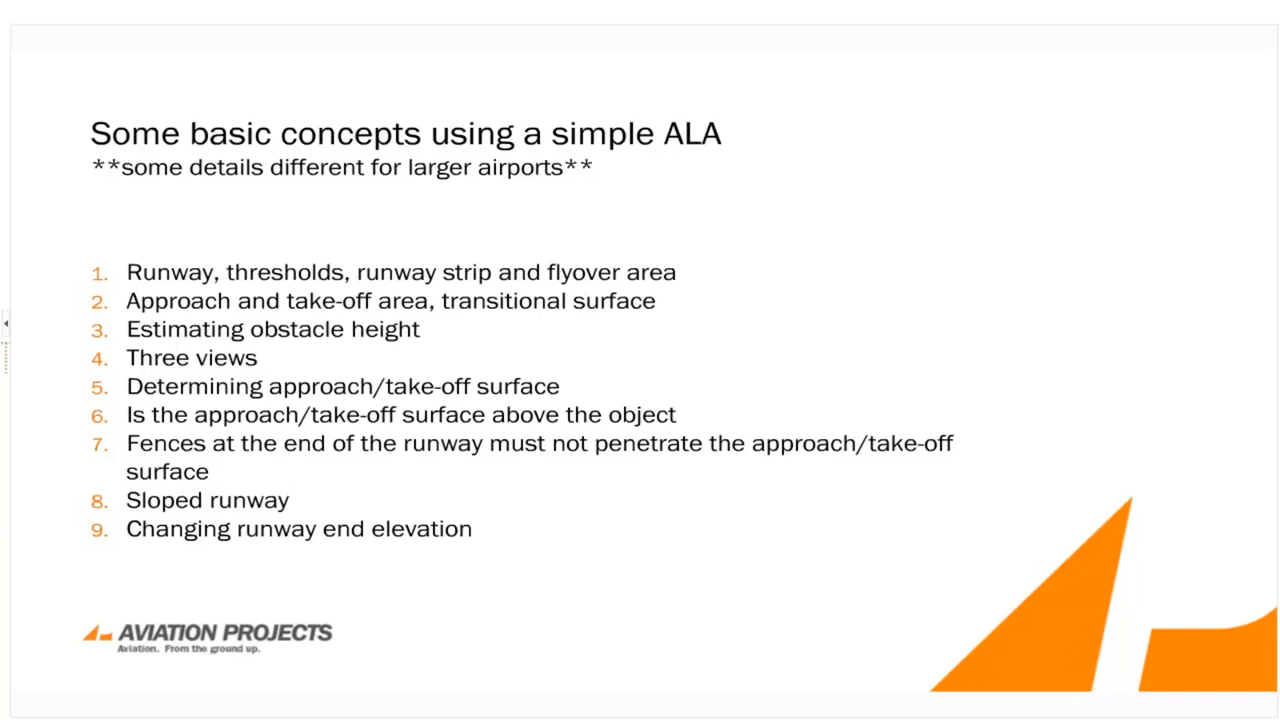 Some basic concepts using a simple ALA
**some details different for larger airports**
1. Runway, thresholds, runway strip and flyover area
2. Approach and take-off area, transitional surface
3. Estimating obstacle height
4. Three views
5. Determining approach/take-off surface
6. Is the approach/take-off surface above the object
7. Fences at the end of the runway must not penetrate the approach/take-off
surface
8. Sloped runway
9. Changing runway end elevation
AVIATION PROJECTS
Aviation. From the ground up.